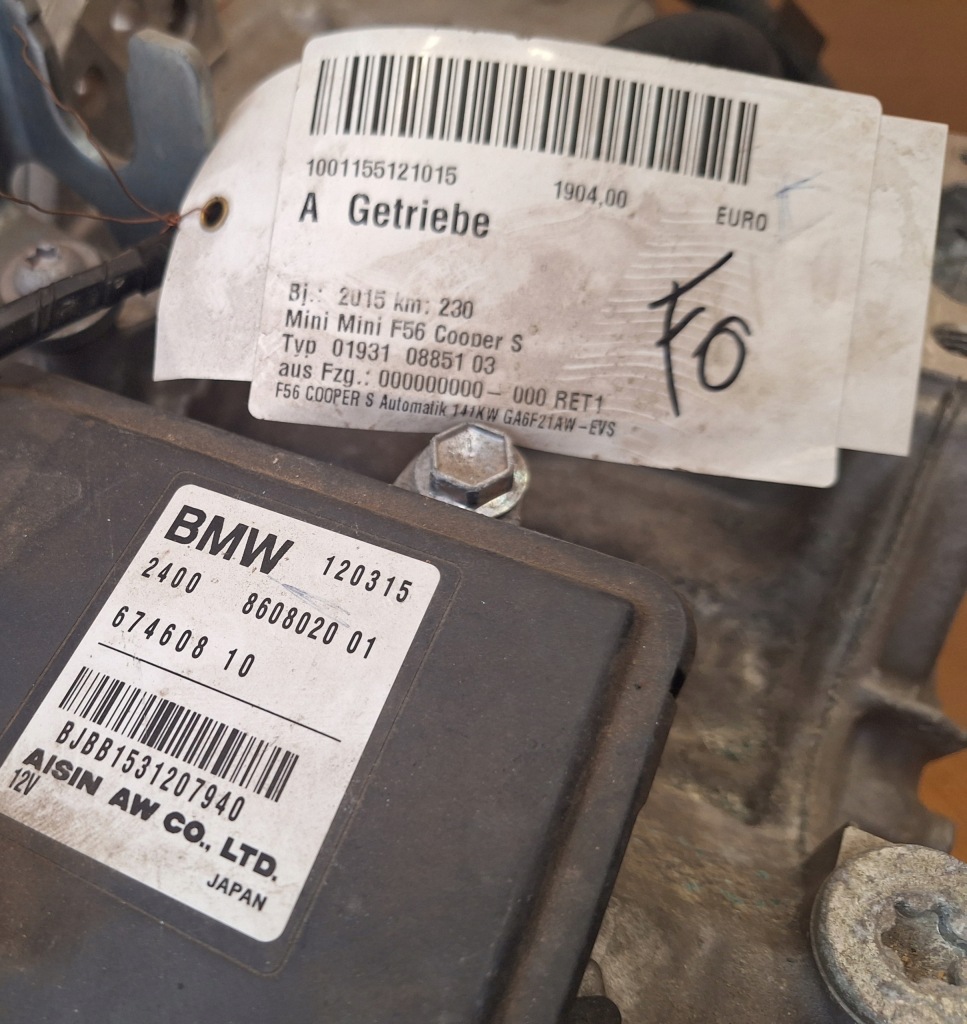 1001155121015 1904,00 EURO
A Getriebe
Bj.: 2015 km: 230
Mini Mini F56 Cooper S
Typ 01931 08851 03
aus Fzg.: 000000000 - 000 RET1
F56 COOPER S Automatik 141KW GA6F21AW-EVS
F6
BMW 120315
2400 8608020 01
674608 10
BJBB1531207940
AISIN AW CO., LTD.
12V
JAPAN